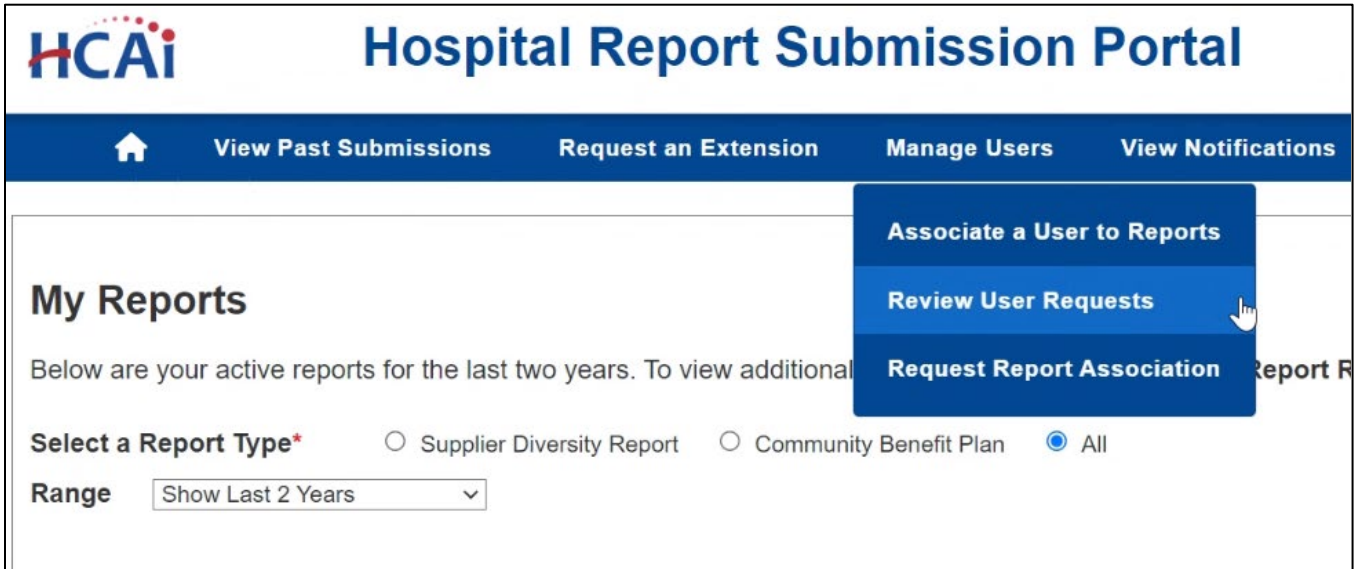 HCAi
Hospital Report Submission Portal
View Past Submissions Request an Extension Manage Users View Notifications
Associate a User to Reports
Review User Requests
Request Report Association
My Reports
Below are your active reports for the last two years. To view additional Report R
Select a Report Type* Supplier Diversity Report Community Benefit Plan All
Range Show Last 2 Years